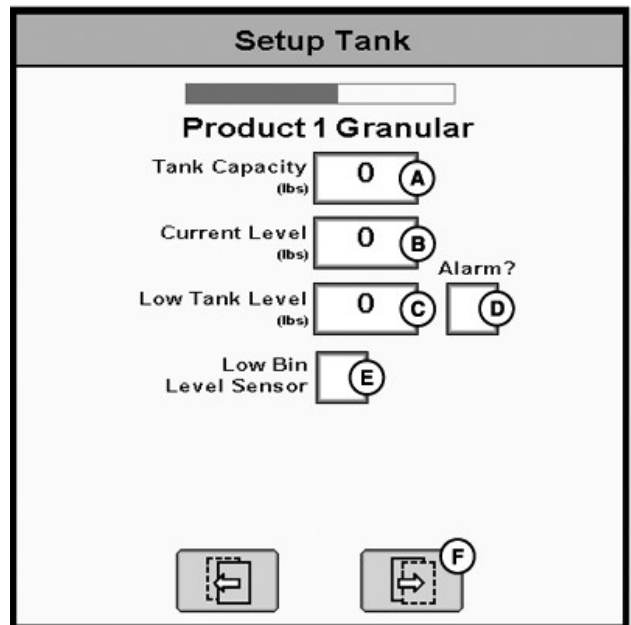 Setup Tank
Product 1 Granular
Tank Capacity
(lbs)
0
A
Current Level
(lbs)
0
B
Alarm?
Low Tank Level
(lbs)
0
C
D
Low Bin
Level Sensor
E
F